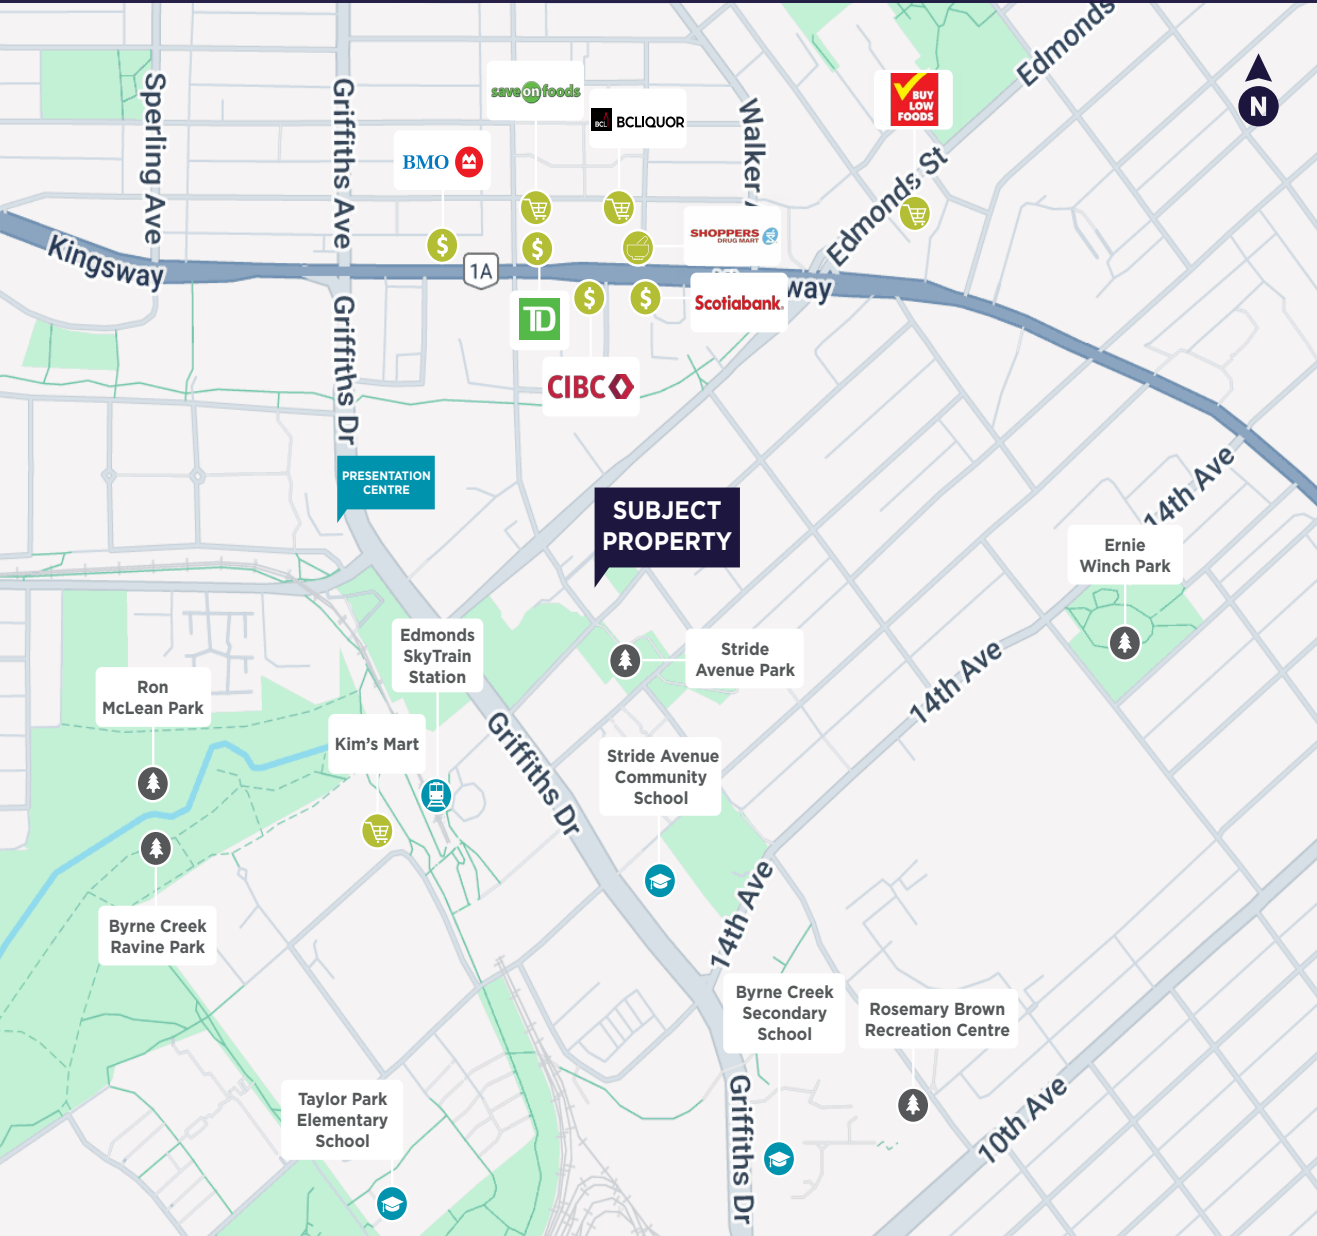 Edmonds
N
Sperling Ave
Griffiths Ave
save on foods
BCL BCLIQUOR
Walker
BUY
LOW
FOODS
BMO
Edmonds St
SHOPPERS
DRUG MART
Kingsway
1A
$
$
$
$
way
TD
Scotiabank
CIBC
Griffiths Dr
PRESENTATION
CENTRE
SUBJECT
PROPERTY
14th Ave
Ernie
Winch Park
Edmonds
SkyTrain
Station
Stride
Avenue Park
14th Ave
Ron
McLean Park
Kim's Mart
Griffiths Dr
Stride Avenue
Community
School
14th Ave
Byrne Creek
Ravine Park
Byrne Creek
Secondary
School
Rosemary Brown
Recreation Centre
Taylor Park
Elementary
School
Griffiths Dr
10th Ave